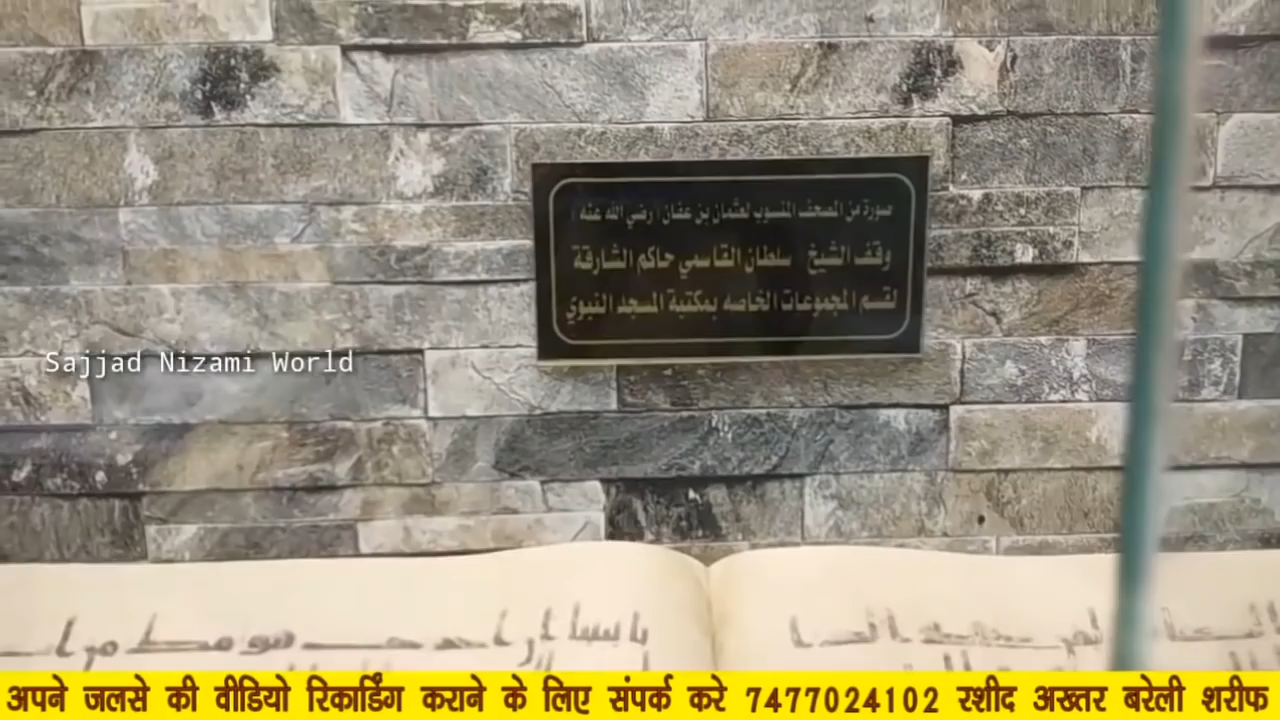 صورة من المصحف المنسوب لعثمان بن عفان ( رضي الله عنه )
وقف الشيخ سلطان القاسمي حاكم الشارقة
لقسم المجموعات الخاصه بمكتبة المسجد النبوي
Sajjad Nizami World
अपने जलसे की वीडियो रिकार्डिंग कराने के लिए संपर्क करे 7477024102 रशीद अख्तर बरेली शरीफ